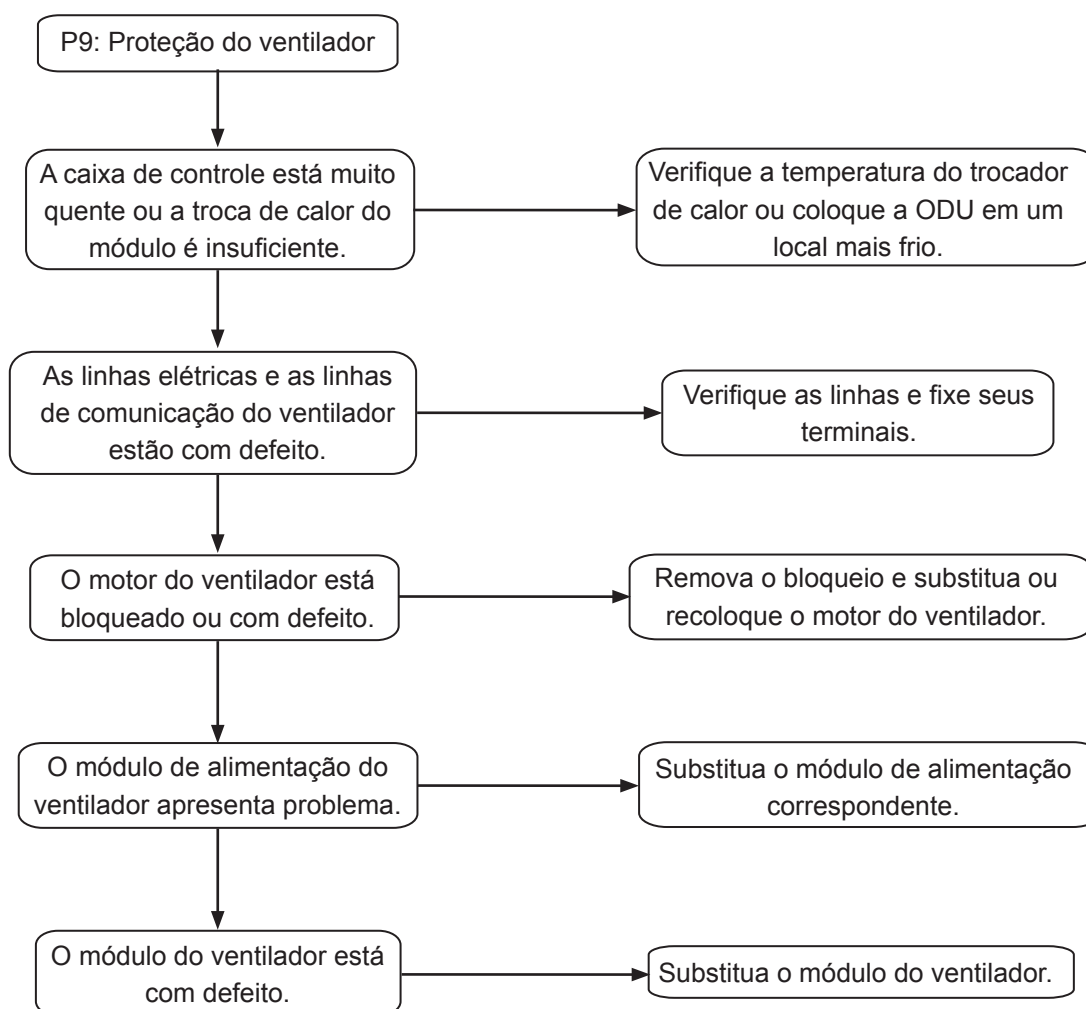 P9: Proteção do ventilador
A caixa de controle está muito
quente ou a troca de calor do
módulo é insuficiente.
Verifique a temperatura do trocador
de calor ou coloque a ODU em um
local mais frio.
As linhas elétricas e as linhas
de comunicação do ventilador
estão com defeito.
Verifique as linhas e fixe seus
terminais.
O motor do ventilador está
bloqueado ou com defeito.
Remova o bloqueio e substitua ou
recoloque o motor do ventilador.
O módulo de alimentação do
ventilador apresenta problema.
Substitua o módulo de alimentação
correspondente.
O módulo do ventilador está
com defeito.
Substitua o módulo do ventilador.